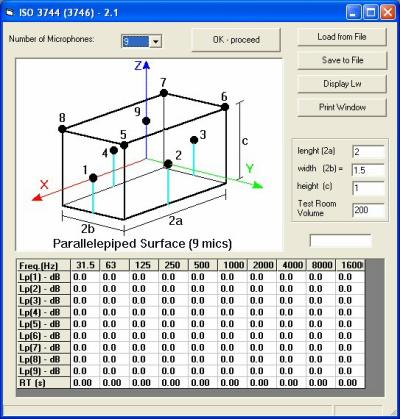 ISO 3744 (3746) - 2.1
Number of Microphones:
9
OK - proceed
Load from File
Save to File
Display Lw
Print Window
Z
7
8
6
9
5
3
4
c
1
2
X
Y
2b
2a
Parallelepiped Surface (9 mics)
lenght (2a) 2
width (2b) = 1.5
height (c) 1
Test Room Volume 200
Freq.(Hz) 31.5 63 125 250 500 1000 2000 4000 8000 1600
Lp(1) - dB 0.0 0.0 0.0 0.0 0.0 0.0 0.0 0.0 0.0 0.0
Lp(2) - dB 0.0 0.0 0.0 0.0 0.0 0.0 0.0 0.0 0.0 0.0
Lp(3) - dB 0.0 0.0 0.0 0.0 0.0 0.0 0.0 0.0 0.0 0.0
Lp(4) - dB 0.0 0.0 0.0 0.0 0.0 0.0 0.0 0.0 0.0 0.0
Lp(5) - dB 0.0 0.0 0.0 0.0 0.0 0.0 0.0 0.0 0.0 0.0
Lp(6) - dB 0.0 0.0 0.0 0.0 0.0 0.0 0.0 0.0 0.0 0.0
Lp(7) - dB 0.0 0.0 0.0 0.0 0.0 0.0 0.0 0.0 0.0 0.0
Lp(8) - dB 0.0 0.0 0.0 0.0 0.0 0.0 0.0 0.0 0.0 0.0
Lp(9) - dB 0.0 0.0 0.0 0.0 0.0 0.0 0.0 0.0 0.0 0.0
RT (s) 0.00 0.00 0.00 0.00 0.00 0.00 0.00 0.00 0.00 0.00